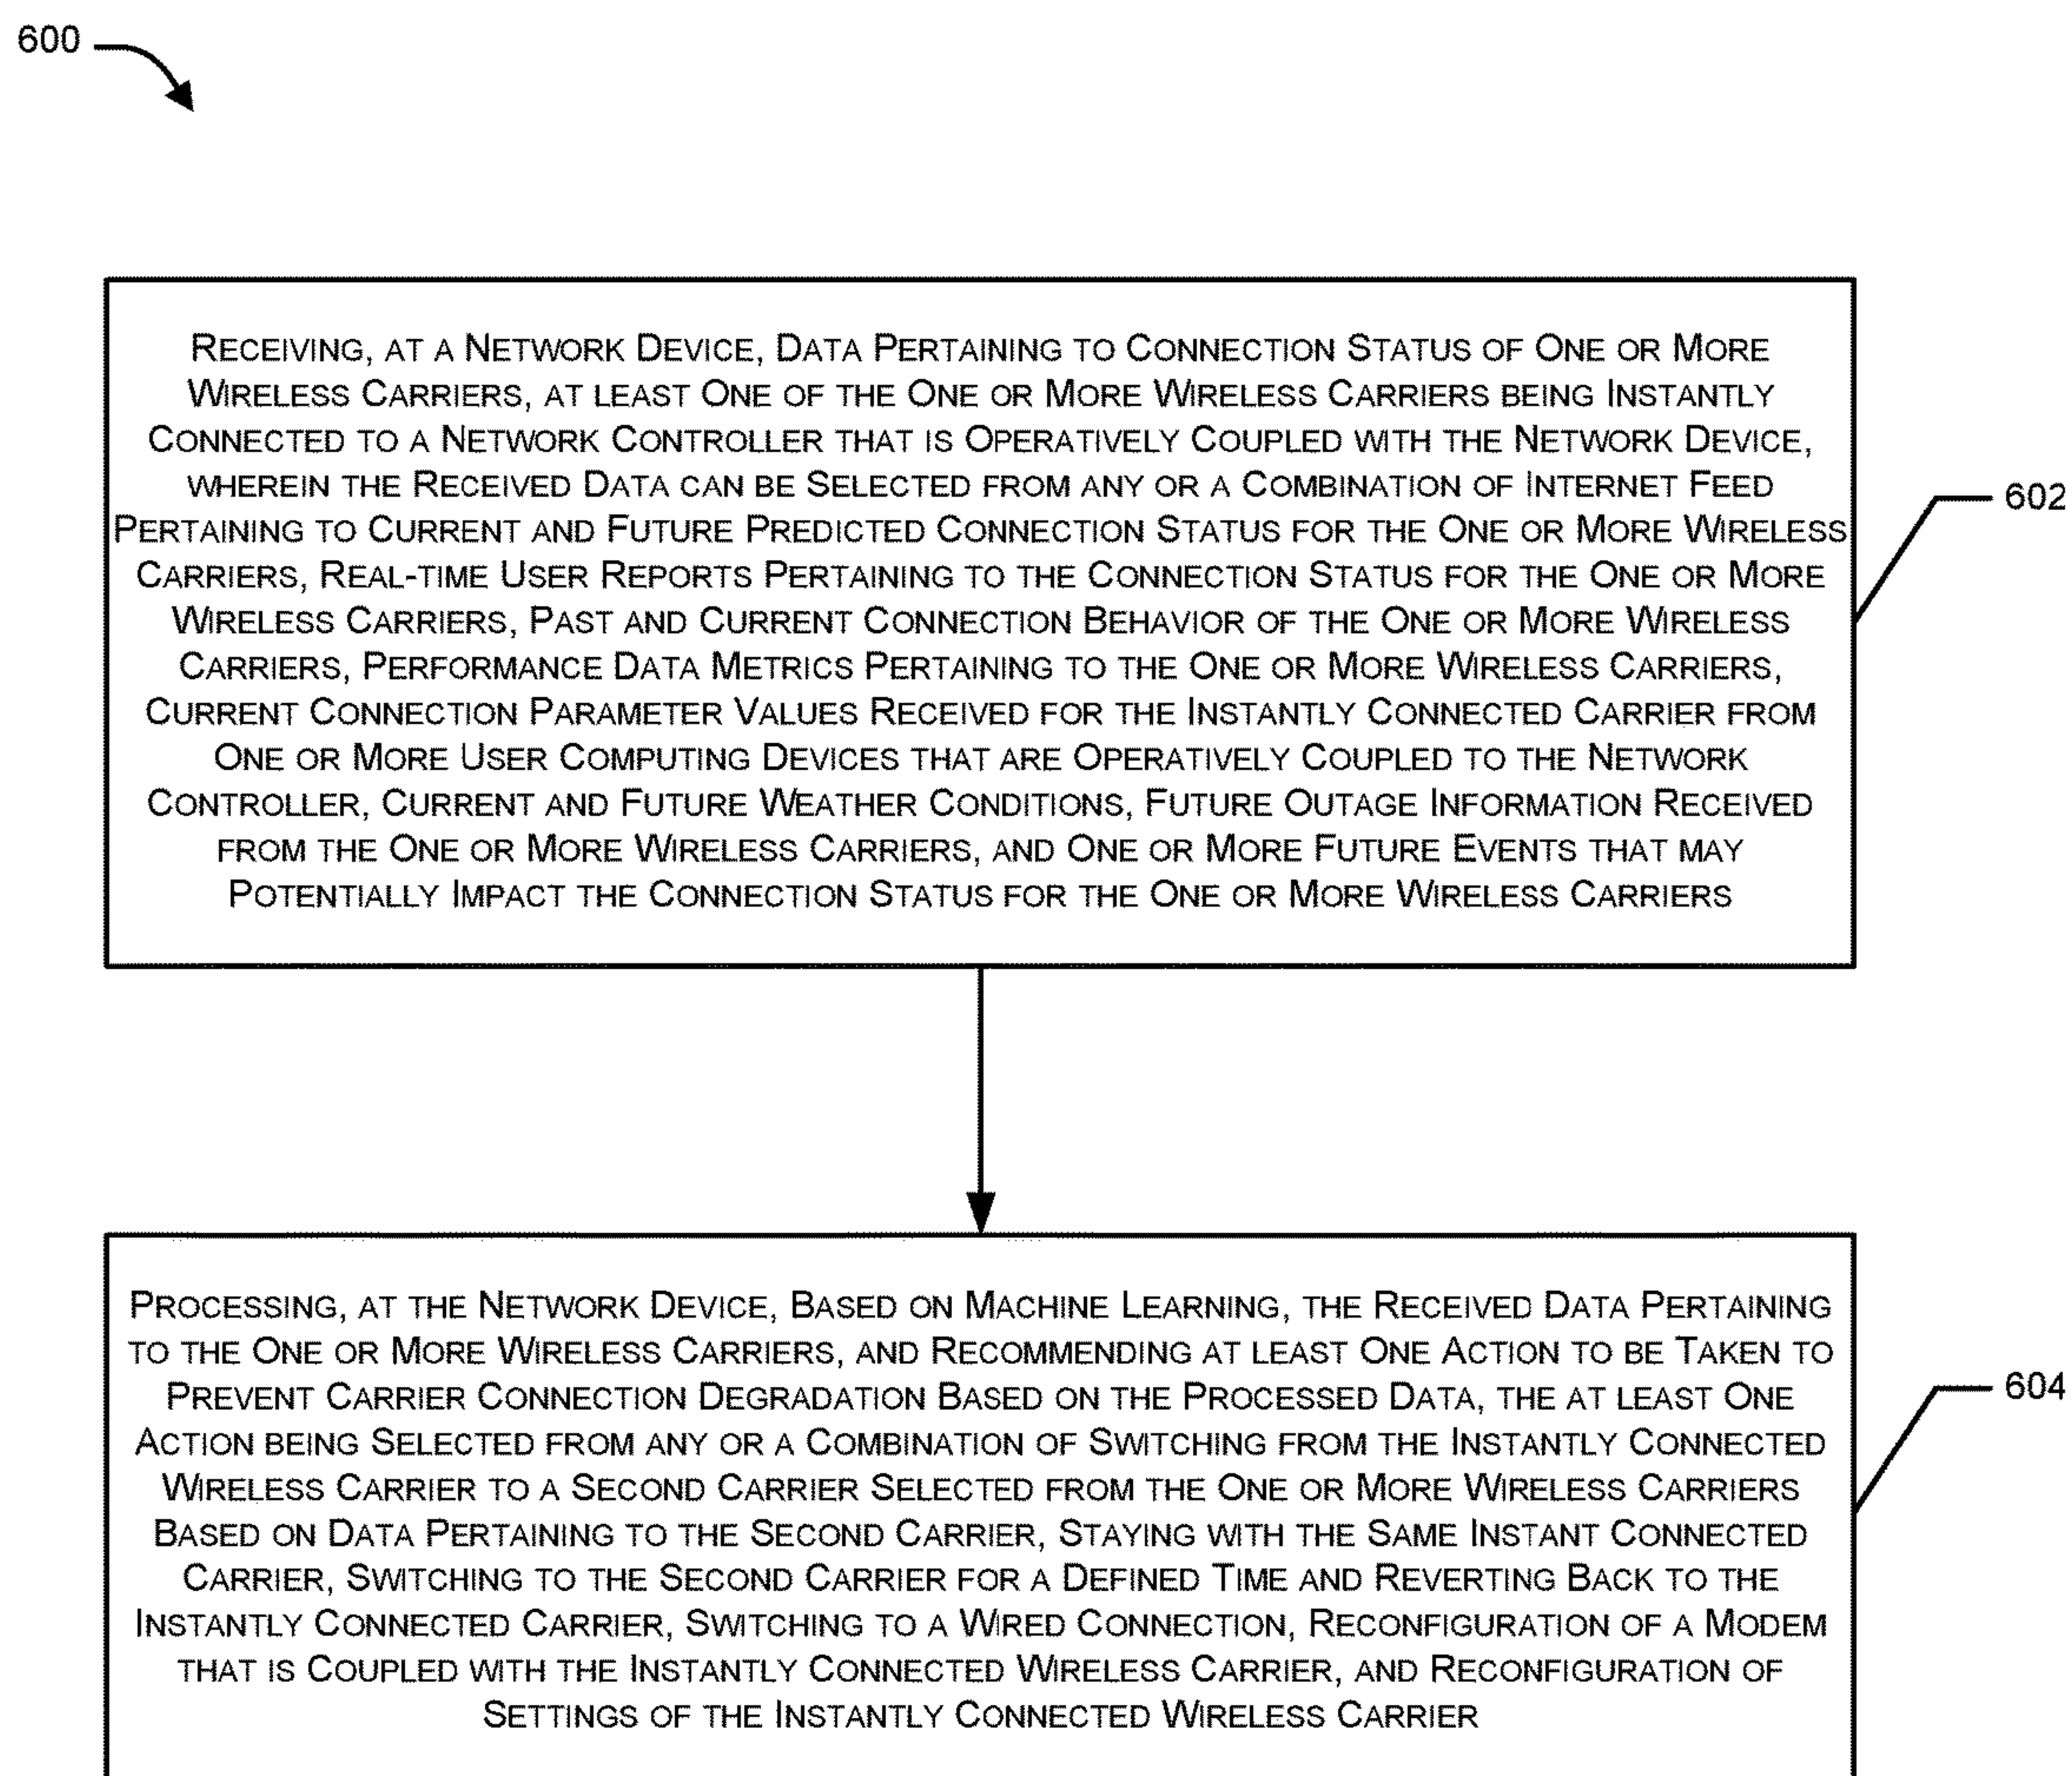 600
RECEIVING, AT A NETWORK DEVICE, DATA PERTAINING TO CONNECTION STATUS OF ONE OR MORE
WIRELESS CARRIERS, AT LEAST ONE OF THE ONE OR MORE WIRELESS CARRIERS BEING INSTANTLY
CONNECTED TO A NETWORK CONTROLLER THAT IS OPERATIVELY COUPLED WITH THE NETWORK DEVICE,
WHEREIN THE RECEIVED DATA CAN BE SELECTED FROM ANY OR A COMBINATION OF INTERNET FEED
PERTAINING TO CURRENT AND FUTURE PREDICTED CONNECTION STATUS FOR THE ONE OR MORE WIRELESS
CARRIERS, REAL-TIME USER REPORTS PERTAINING TO THE CONNECTION STATUS FOR THE ONE OR MORE
WIRELESS CARRIERS, PAST AND CURRENT CONNECTION BEHAVIOR OF THE ONE OR MORE WIRELESS
CARRIERS, PERFORMANCE DATA METRICS PERTAINING TO THE ONE OR MORE WIRELESS CARRIERS,
CURRENT CONNECTION PARAMETER VALUES RECEIVED FOR THE INSTANTLY CONNECTED CARRIER FROM
ONE OR MORE USER COMPUTING DEVICES THAT ARE OPERATIVELY COUPLED TO THE NETWORK
CONTROLLER, CURRENT AND FUTURE WEATHER CONDITIONS, FUTURE OUTAGE INFORMATION RECEIVED
FROM THE ONE OR MORE WIRELESS CARRIERS, AND ONE OR MORE FUTURE EVENTS THAT MAY
POTENTIALLY IMPACT THE CONNECTION STATUS FOR THE ONE OR MORE WIRELESS CARRIERS
602
PROCESSING, AT THE NETWORK DEVICE, BASED ON MACHINE LEARNING, THE RECEIVED DATA PERTAINING
TO THE ONE OR MORE WIRELESS CARRIERS, AND RECOMMENDING AT LEAST ONE ACTION TO BE TAKEN TO
PREVENT CARRIER CONNECTION DEGRADATION BASED ON THE PROCESSED DATA, THE AT LEAST ONE
ACTION BEING SELECTED FROM ANY OR A COMBINATION OF SWITCHING FROM THE INSTANTLY CONNECTED
WIRELESS CARRIER TO A SECOND CARRIER SELECTED FROM THE ONE OR MORE WIRELESS CARRIERS
BASED ON DATA PERTAINING TO THE SECOND CARRIER, STAYING WITH THE SAME INSTANT CONNECTED
CARRIER, SWITCHING TO THE SECOND CARRIER FOR A DEFINED TIME AND REVERTING BACK TO THE
INSTANTLY CONNECTED CARRIER, SWITCHING TO A WIRED CONNECTION, RECONFIGURATION OF A MODEM
THAT IS COUPLED WITH THE INSTANTLY CONNECTED WIRELESS CARRIER, AND RECONFIGURATION OF
SETTINGS OF THE INSTANTLY CONNECTED WIRELESS CARRIER
604